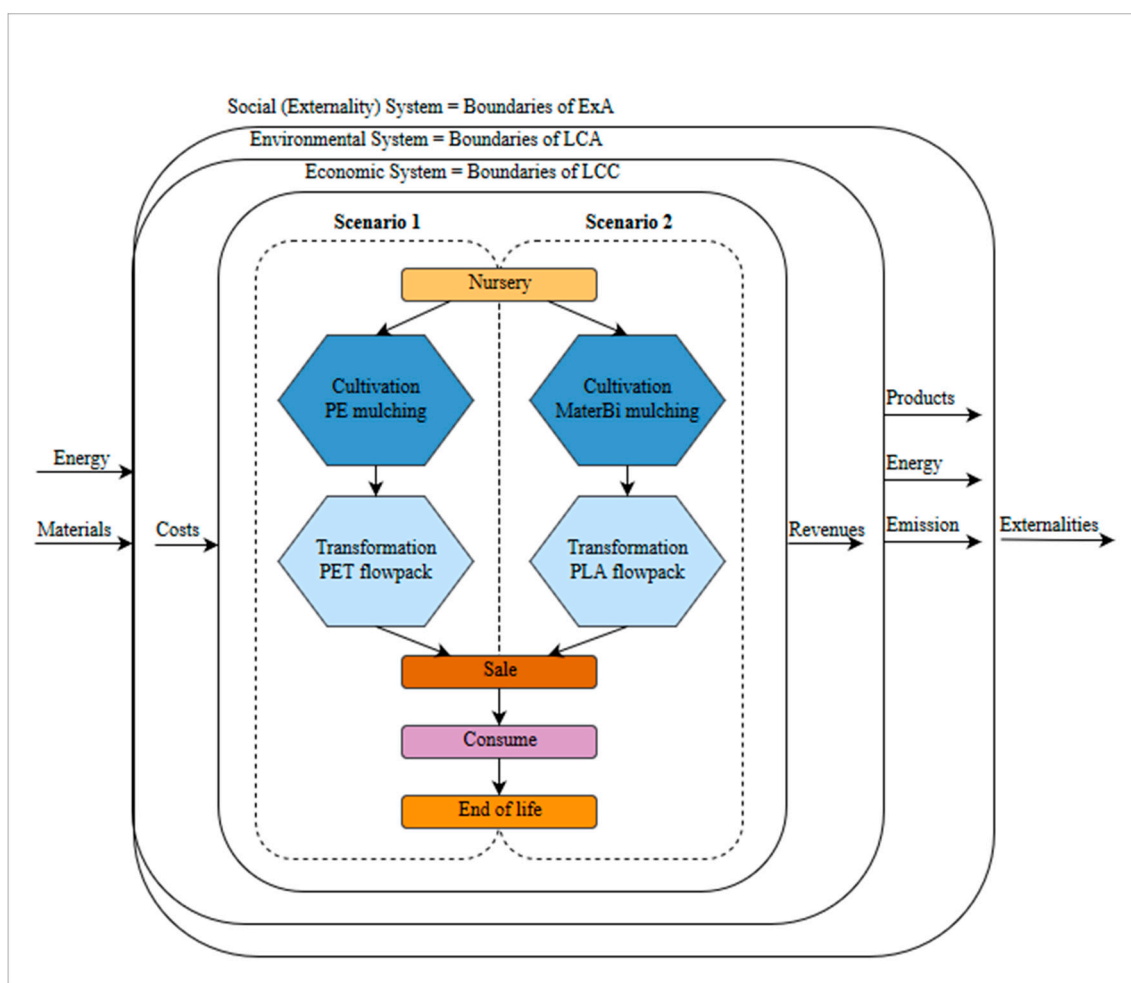 Social (Externality) System = Boundaries of ExA
Environmental System = Boundaries of LCA
Economic System = Boundaries of LCC
Scenario 1
Scenario 2
Nursery
Cultivation
PE mulching
Cultivation
MaterBi mulching
Products
Energy
Energy
Materials
Costs
Transformation
PET flowpack
Transformation
PLA flowpack
Revenues
Emission
Externalities
Sale
Consume
End of life